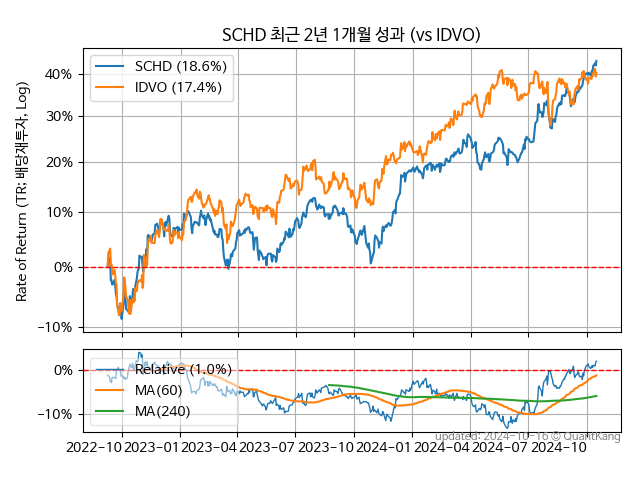 SCHD 최근 2년 1개월 성과 (vs IDVO)
Rate of Return (TR: 배당재투자, Log)
40%
30%
20%
10%
0%
−10%
SCHD (18.6%)
IDVO (17.4%)
0%
−10%
Relative (1.0%)
MA(60)
MA(240)
2022-10 2023-01 2023-04 2023-07 2023-10 2024-01 2024-04 2024-07 2024-10
updated: 2024-10-16 © QuantKang